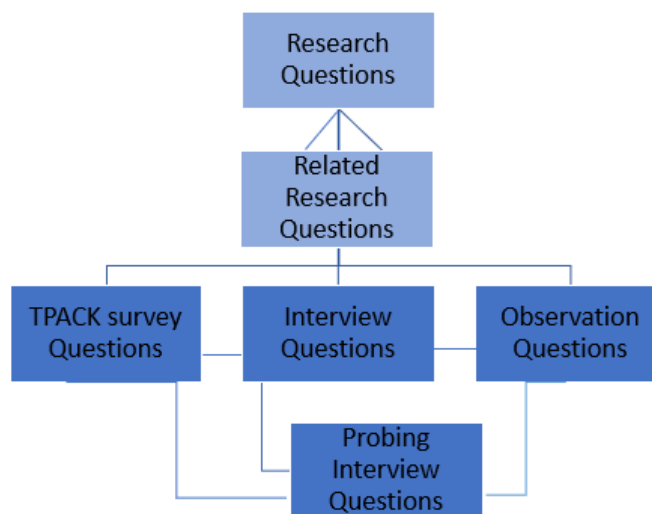 Research
Questions
Related
Research
Questions
TPACK survey
Questions
Interview
Questions
Observation
Questions
Probing
Interview
Questions